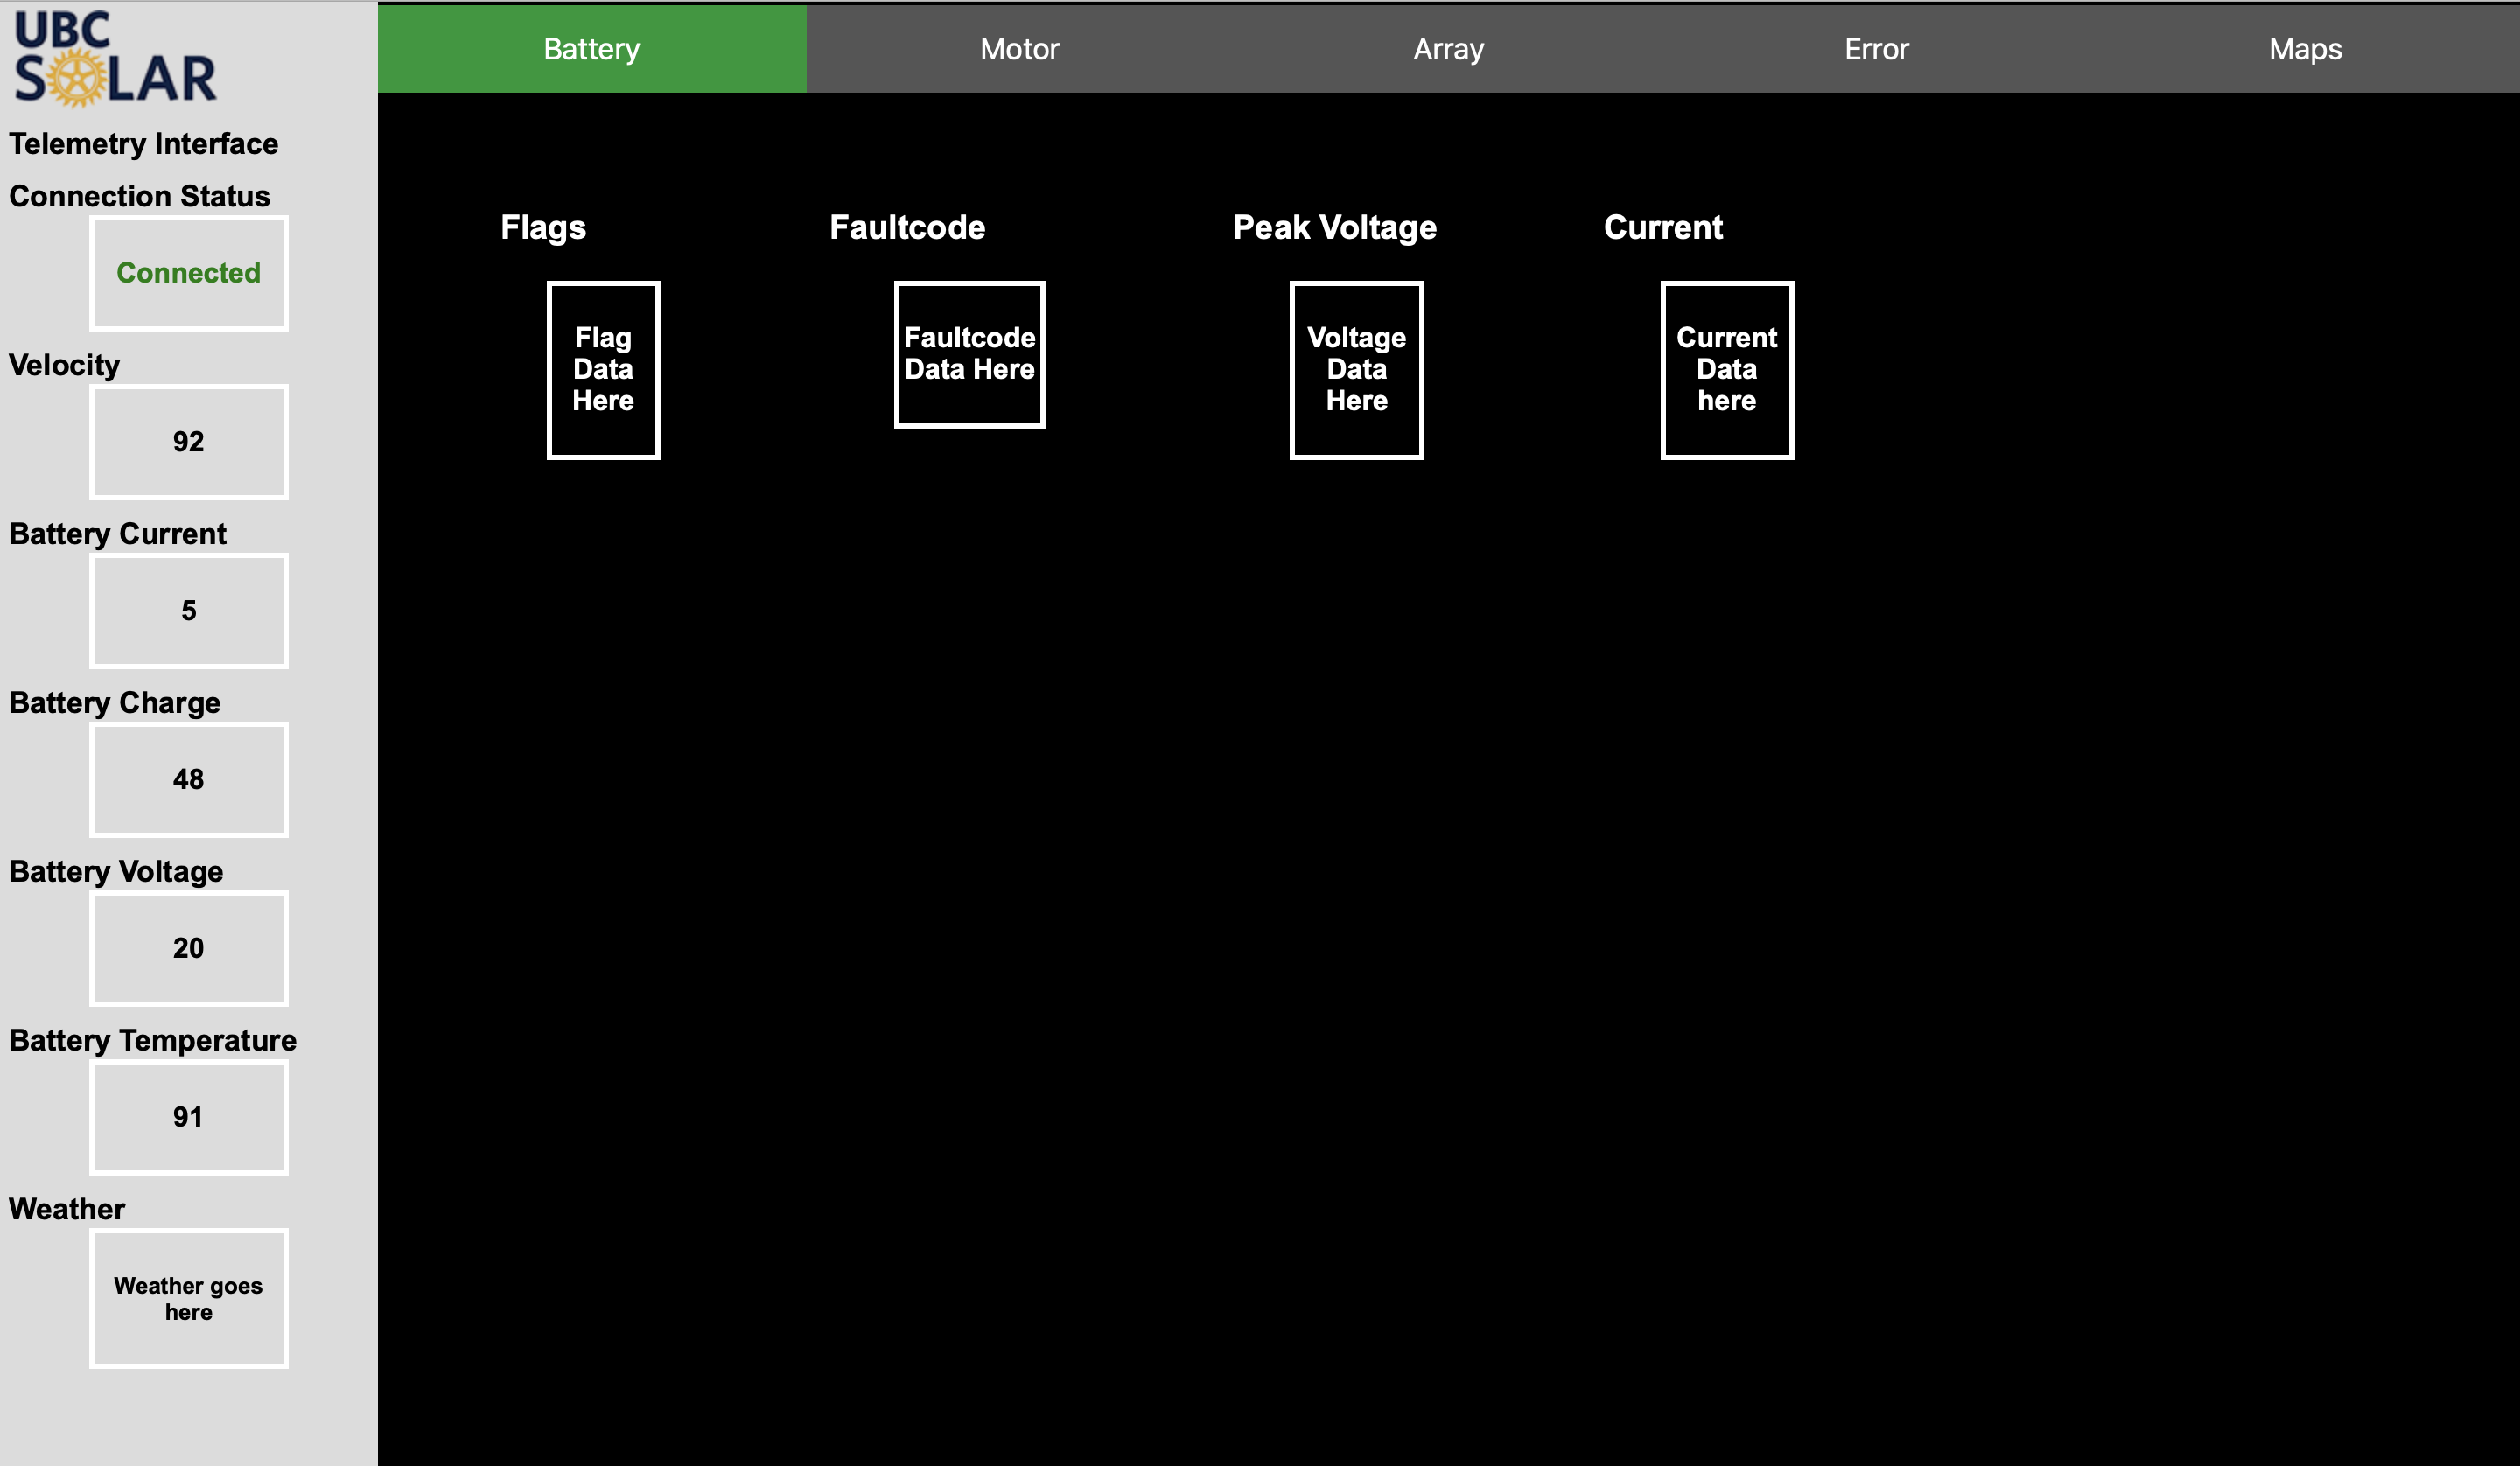 UBC
SOLAR
Telemetry Interface
Connection Status
Connected
Velocity
92
Battery Current
5
Battery Charge
48
Battery Voltage
20
Battery Temperature
91
Weather
Weather goes
here
Battery
Motor
Array
Error
Maps
Flags
Flag
Data
Here
Faultcode
Faultcode
Data Here
Peak Voltage
Voltage
Data
Here
Current
Current
Data
here